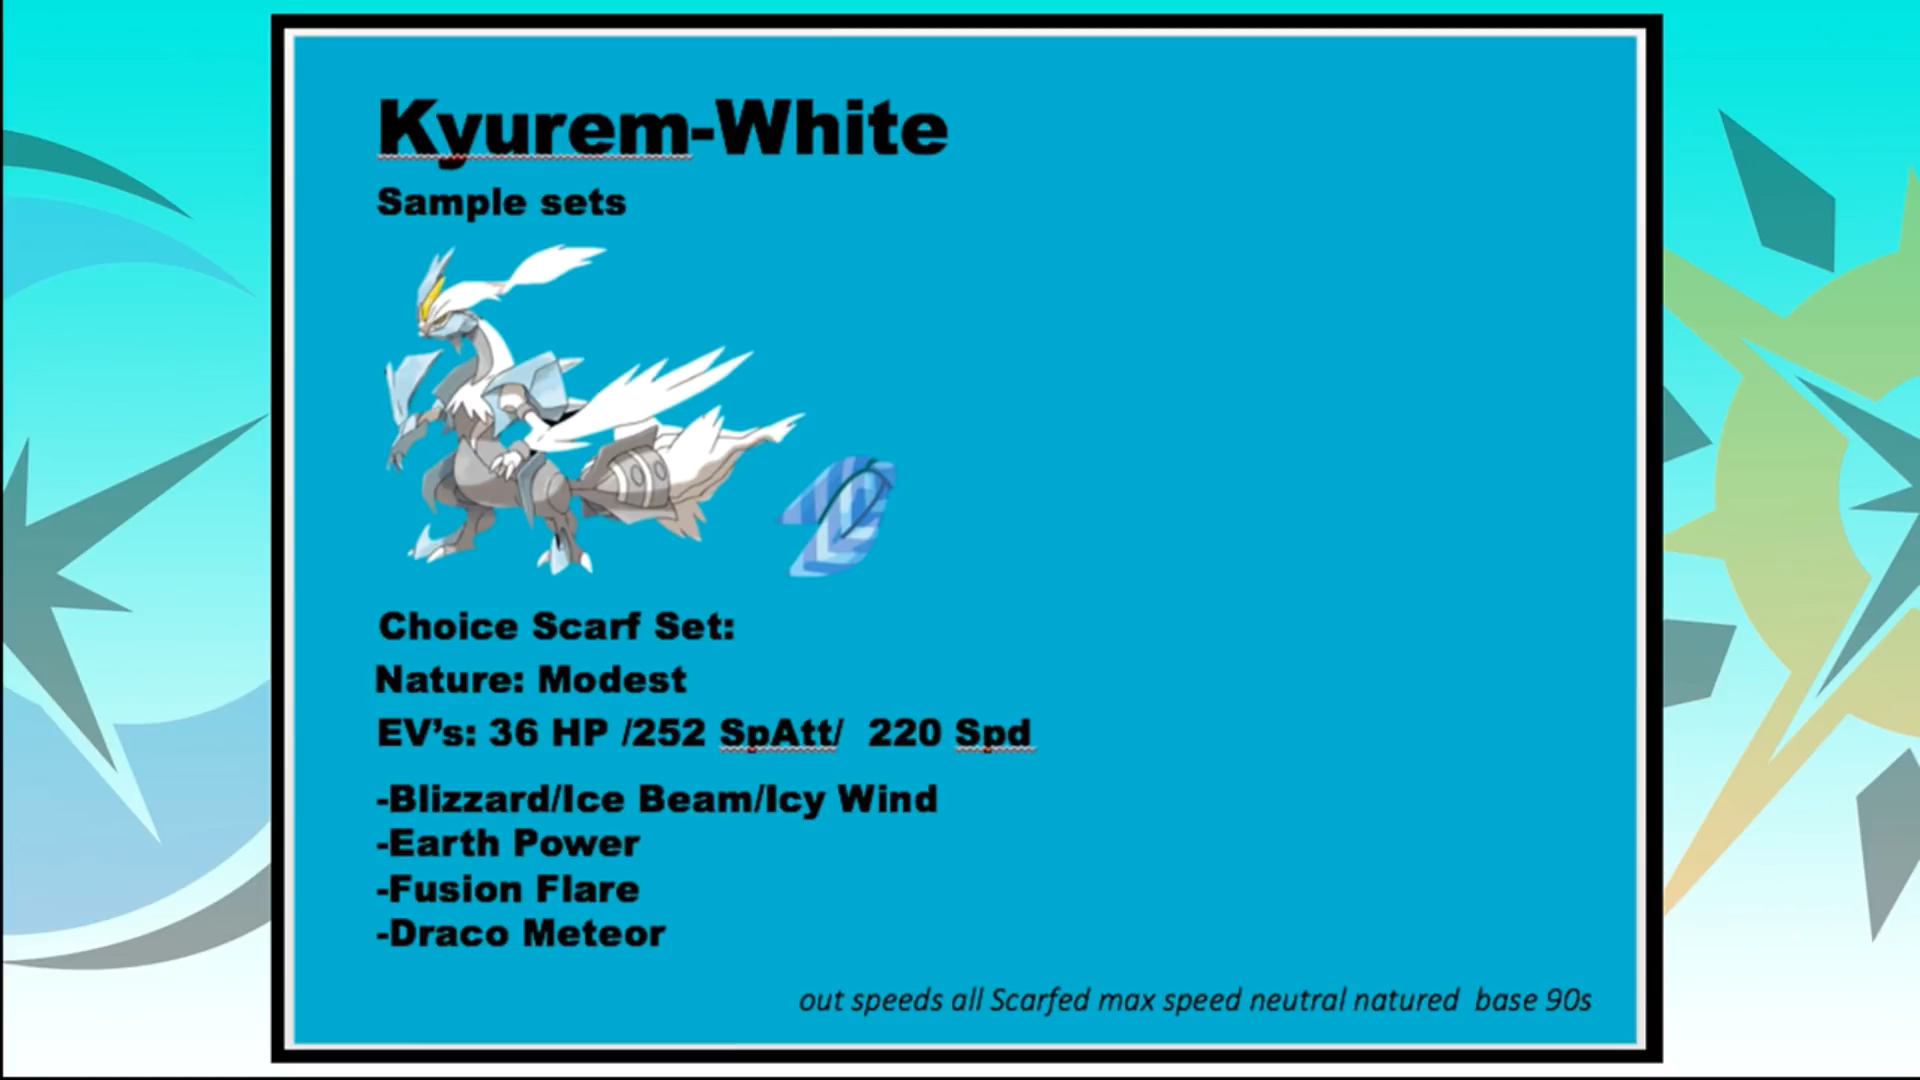 Kyurem-White
Sample sets
Choice Scarf Set:
Nature: Modest
EV’s: 36 HP /252 SpAtt/  220 Spd
-Blizzard/Ice Beam/Icy Wind
-Earth Power
-Fusion Flare
-Draco Meteor
out speeds all Scarfed max speed neutral natured  base 90s